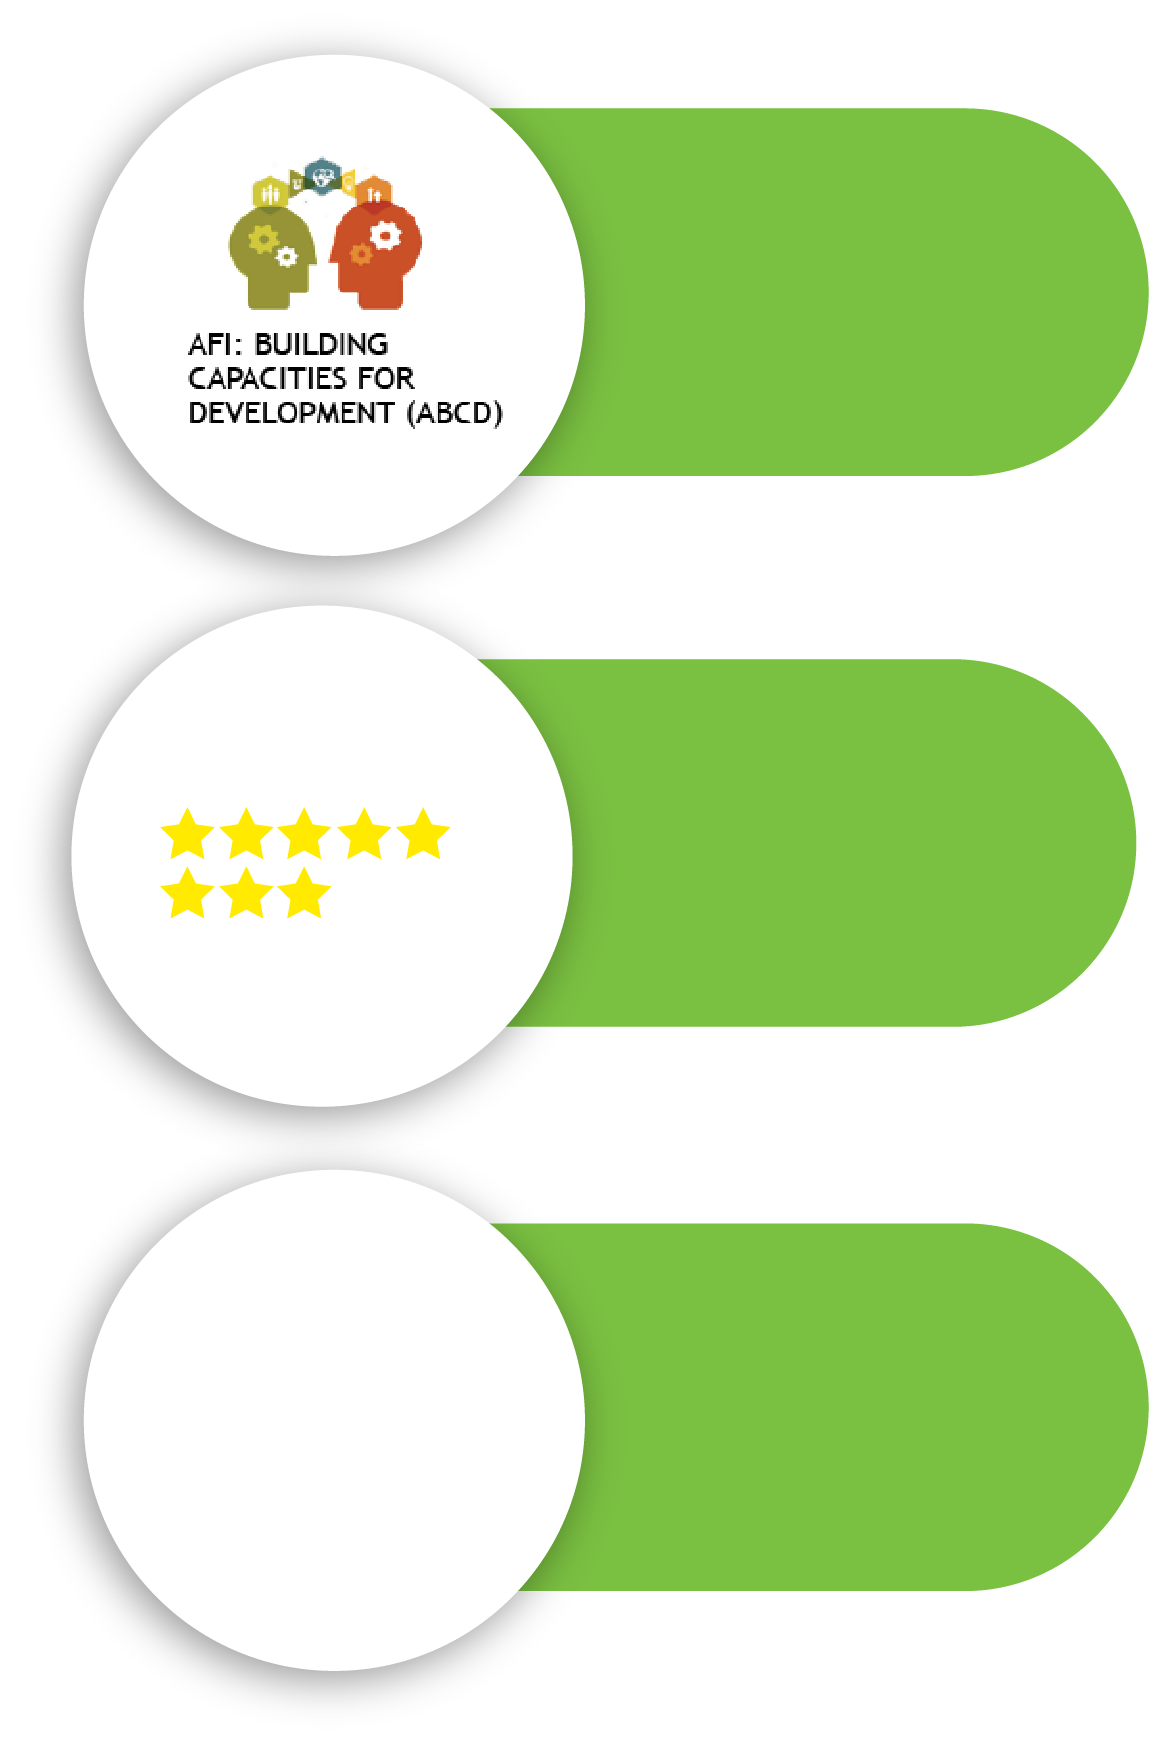 AFI: BUILDING
CAPACITIES FOR
DEVELOPMENT (ABCD)